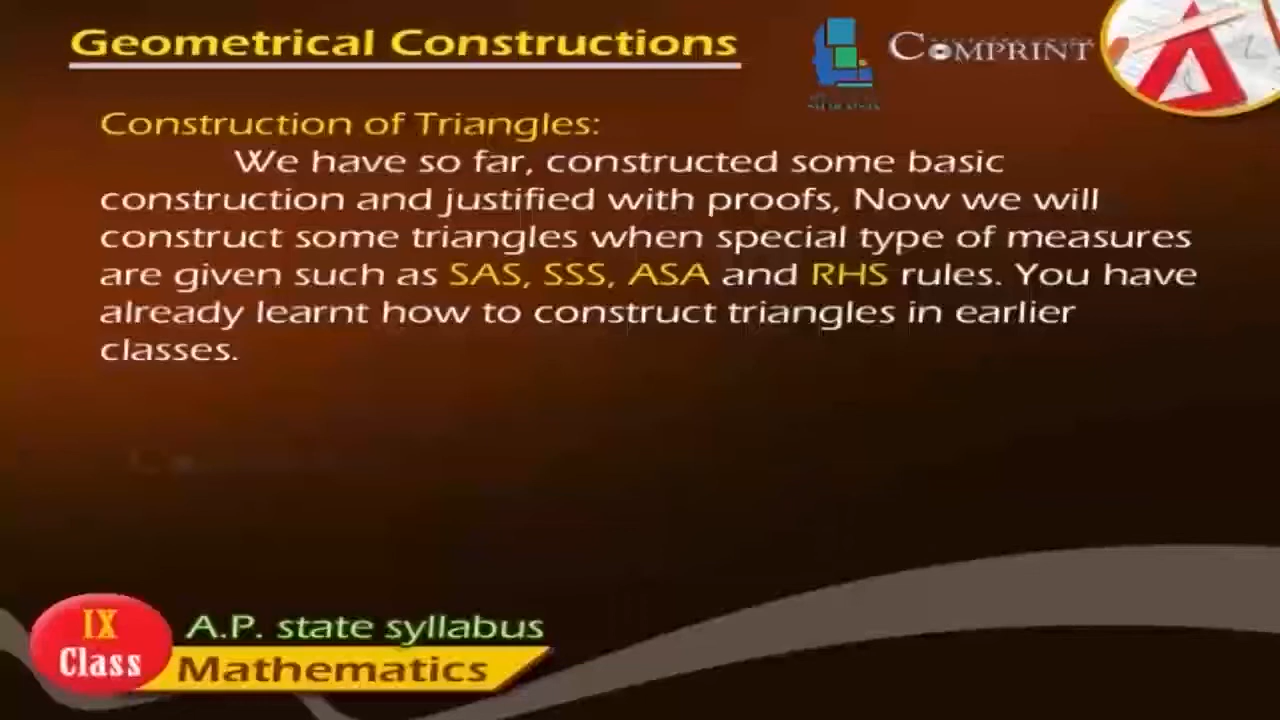 Geometrical Constructions
COMPRINT
Construction of Triangles:
We have so far, constructed some basic
construction and justified with proofs, Now we will
construct some triangles when special type of measures
are given such as SAS, SSS, ASA and RHS rules. You have
already learnt how to construct triangles in earlier
classes.
IX
Class
A.P. state syllabus
Mathematics